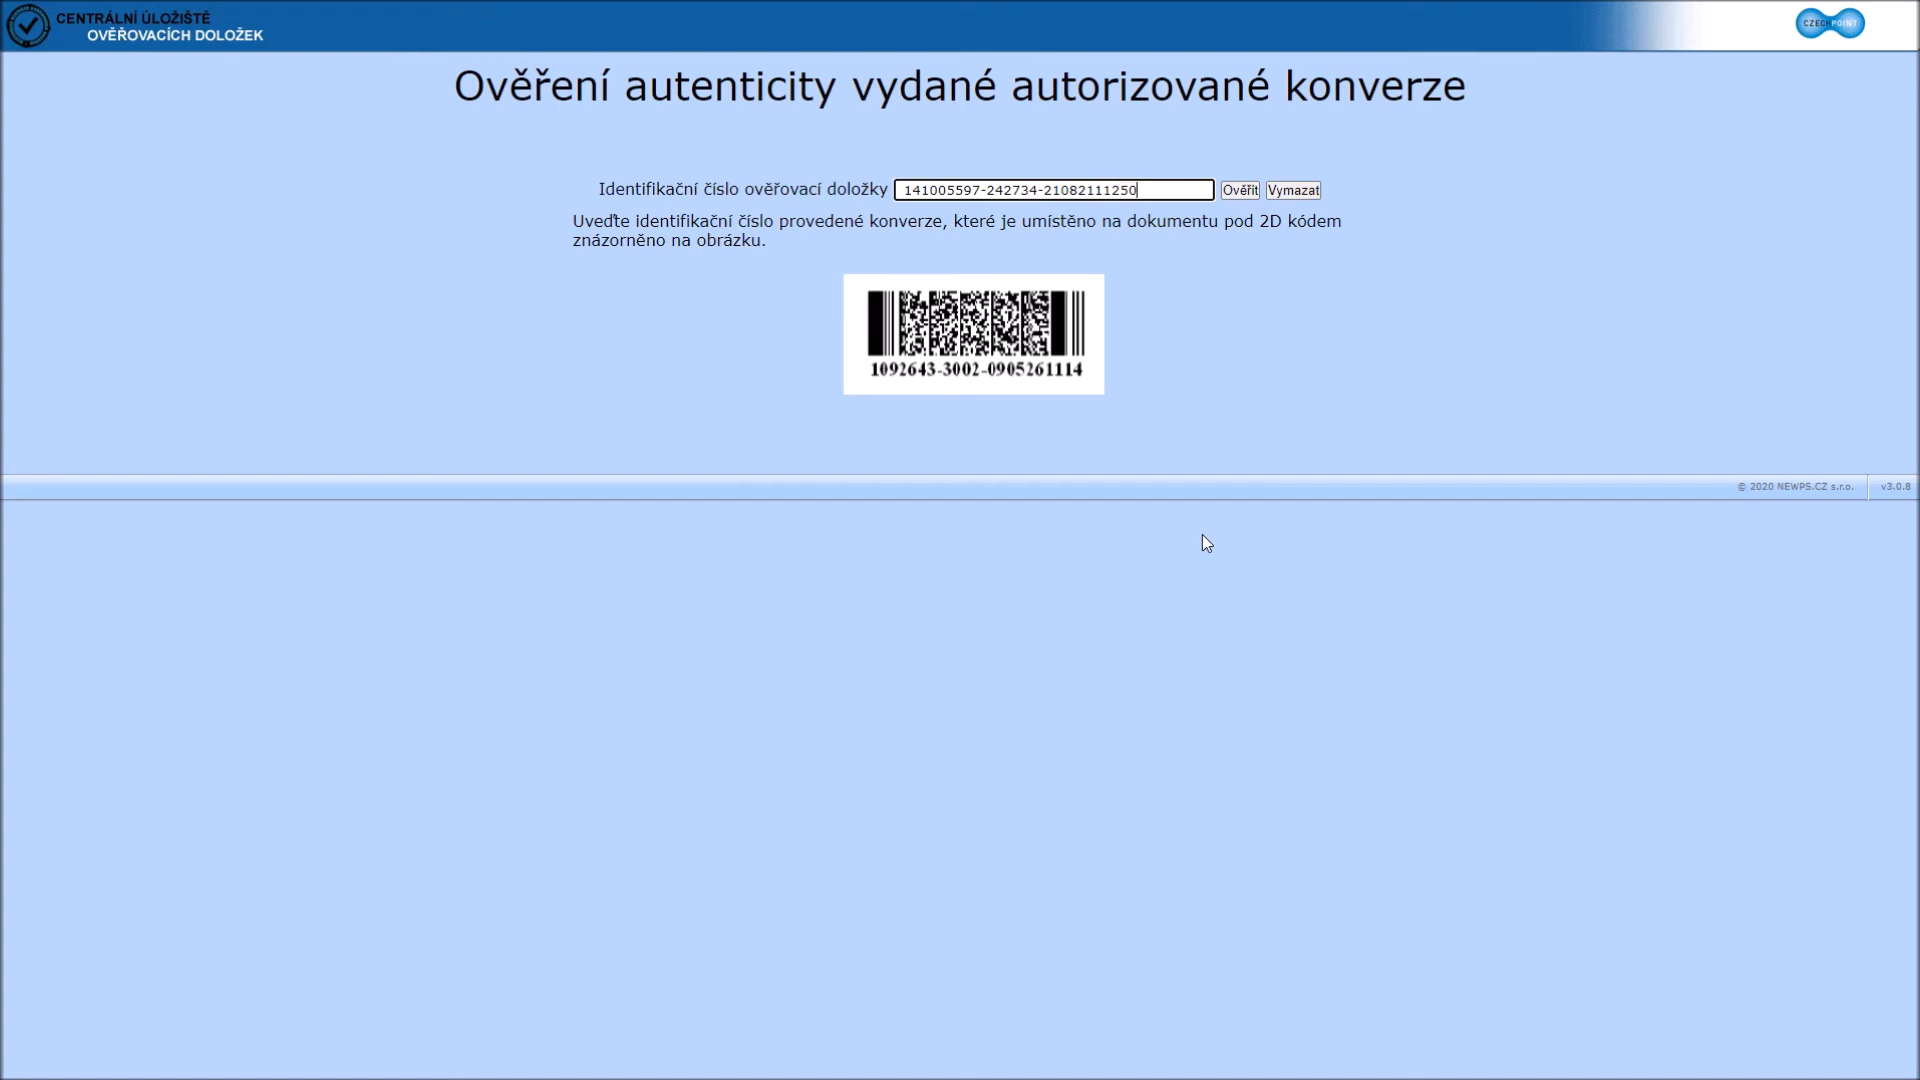 CENTRÁLNÍ ÚLOŽIŠTĚ
OVĚŘOVACÍCH DOLOŽEK
CZECHPOINT
Ověření autenticity vydané autorizované konverze
Identifikační číslo ověřovací doložky 141005597-242734-21082111250 Ověřit Vymazat
Uveďte identifikační číslo provedené konverze, které je umístěno na dokumentu pod 2D kódem
znázorněno na obrázku.
1092643-3002-0905261114
© 2020 NEWPS.CZ s.r.o. v3.0.8